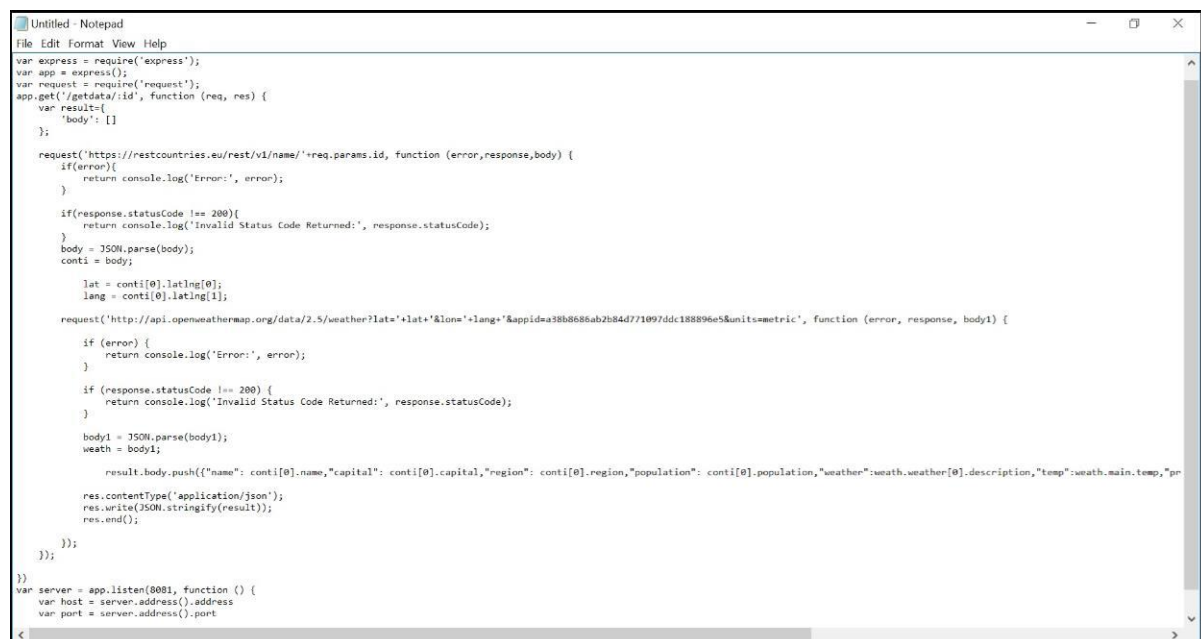 Untitled - Notepad
File Edit Format View Help
var express = require('express');
var app = express();
var request = require('request');
app.get('/getdata/:id', function (req, res) {
    var result={
        'body': []
    };

    request('https://restcountries.eu/rest/v1/name/'+req.params.id, function (error,response,body) {
        if(error){
            return console.log('Error:', error);
        }

        if(response.statusCode !== 200){
            return console.log('Invalid Status Code Returned:', response.statusCode);
        }
        body = JSON.parse(body);
        conti = body;

            lat = conti[0].latlng[0];
            lang = conti[0].latlng[1];

        request('http://api.openweathermap.org/data/2.5/weather?lat='+lat+'&lon='+lang+'&appid=a38b8686ab2b84d771097ddc188896e5&units=metric', function (error, response, body1) {

            if (error) {
                return console.log('Error:', error);
            }

            if (response.statusCode !== 200) {
                return console.log('Invalid Status Code Returned:', response.statusCode);
            }

            body1 = JSON.parse(body1);
            weath = body1;

                result.body.push({"name": conti[0].name,"capital": conti[0].capital,"region": conti[0].region,"population": conti[0].population,"weather":weath.weather[0].description,"temp":weath.main.temp,"pr

            res.contentType('application/json');
            res.write(JSON.stringify(result));
            res.end();

        });
    });

})
var server = app.listen(8081, function () {
    var host = server.address().address
    var port = server.address().port